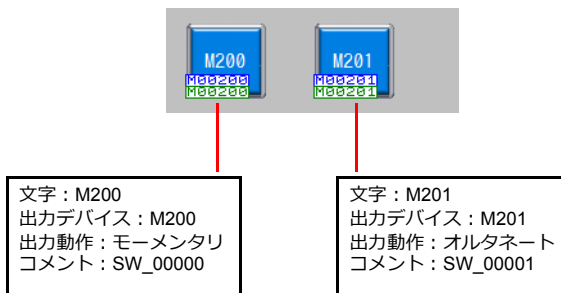 M200
M00200
M00200
M201
M00201
M00201
文字：M200
出力デバイス：M200
出力動作：モーメンタリ
コメント：SW_00000
文字：M201
出力デバイス：M201
出力動作：オルタネート
コメント：SW_00001